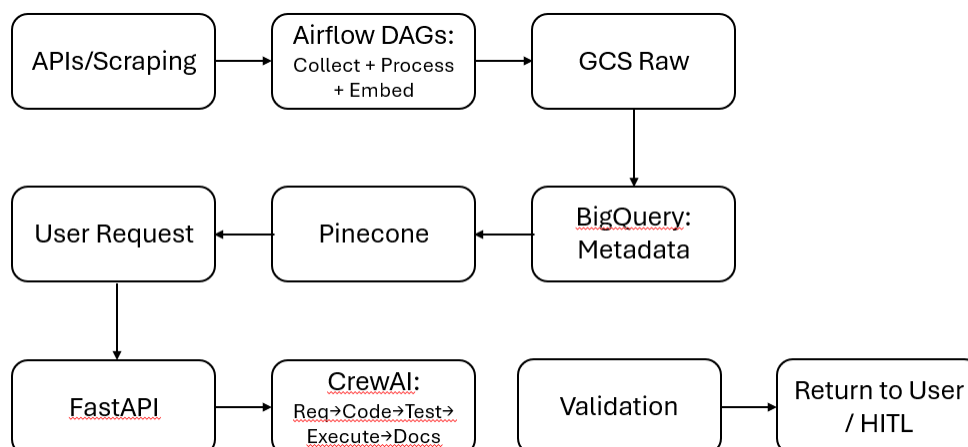 APIs/Scraping
Airflow DAGs:
Collect + Process
+ Embed
GCS Raw
User Request
Pinecone
BigQuery:
Metadata
FastAPI
CrewAI:
Req→Code→Test→
Execute→Docs
Validation
Return to User
/ HITL